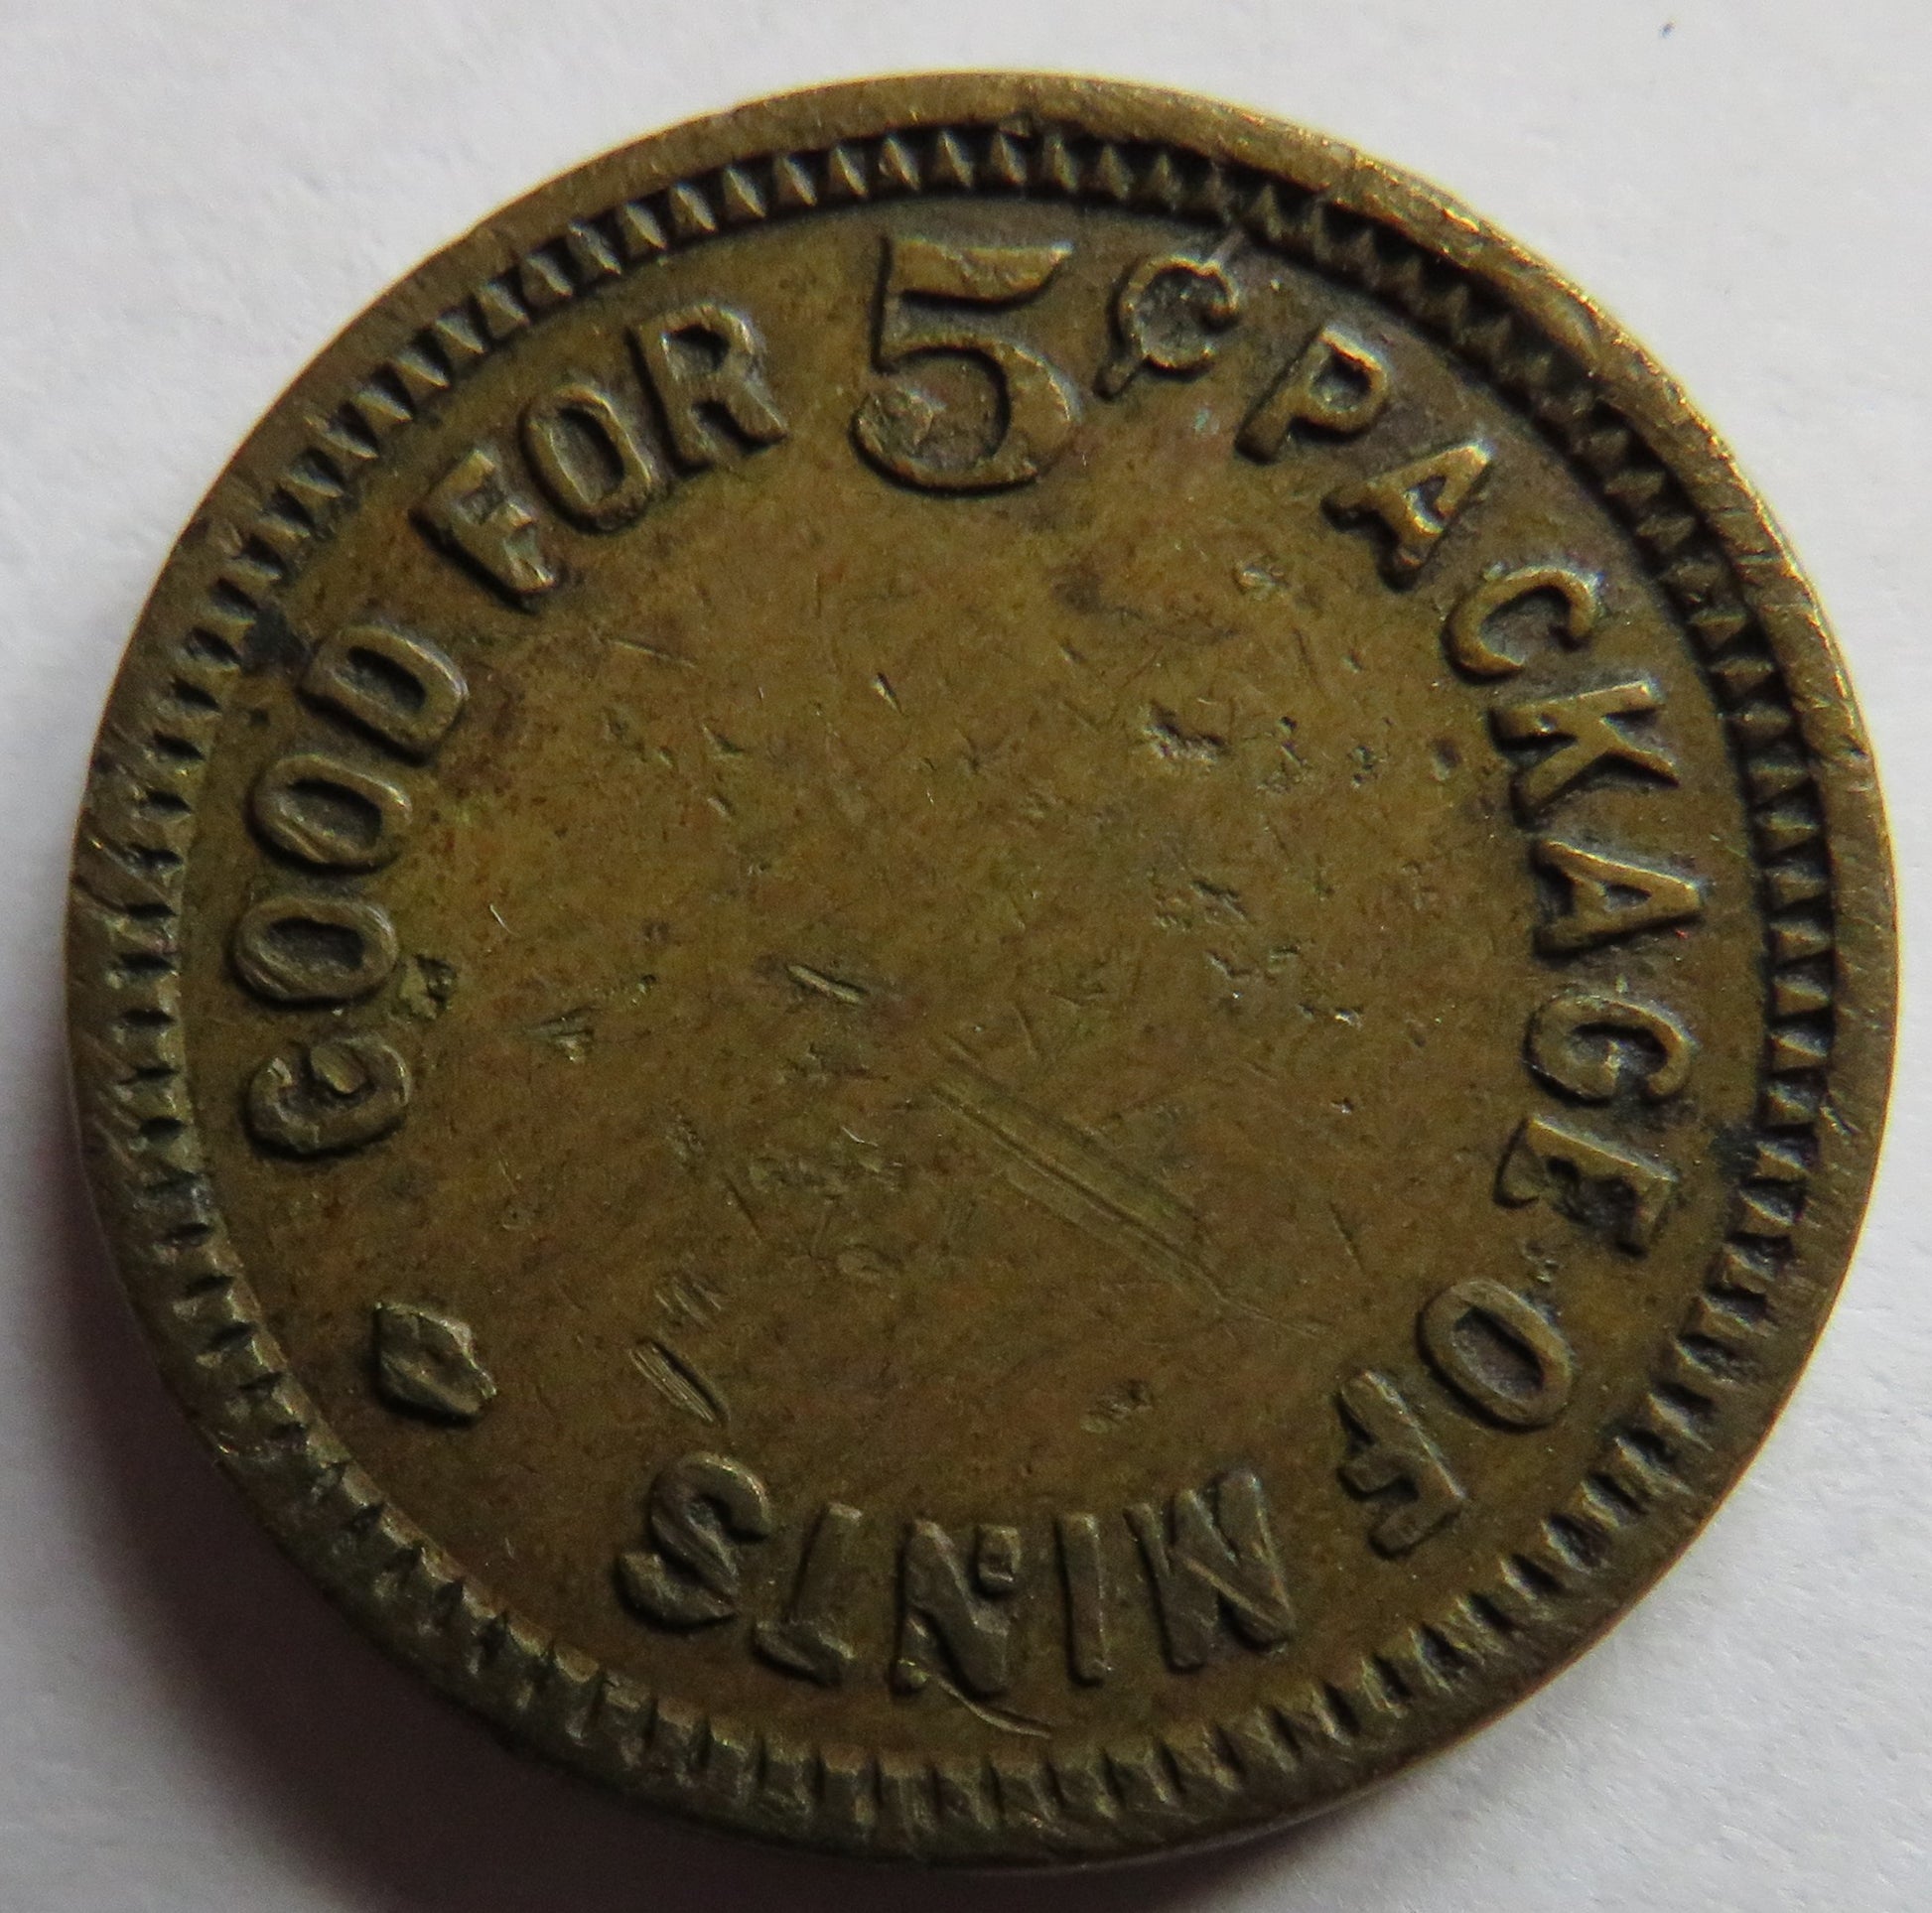 GOOD FOR 5¢ PACKAGE OF MINTS